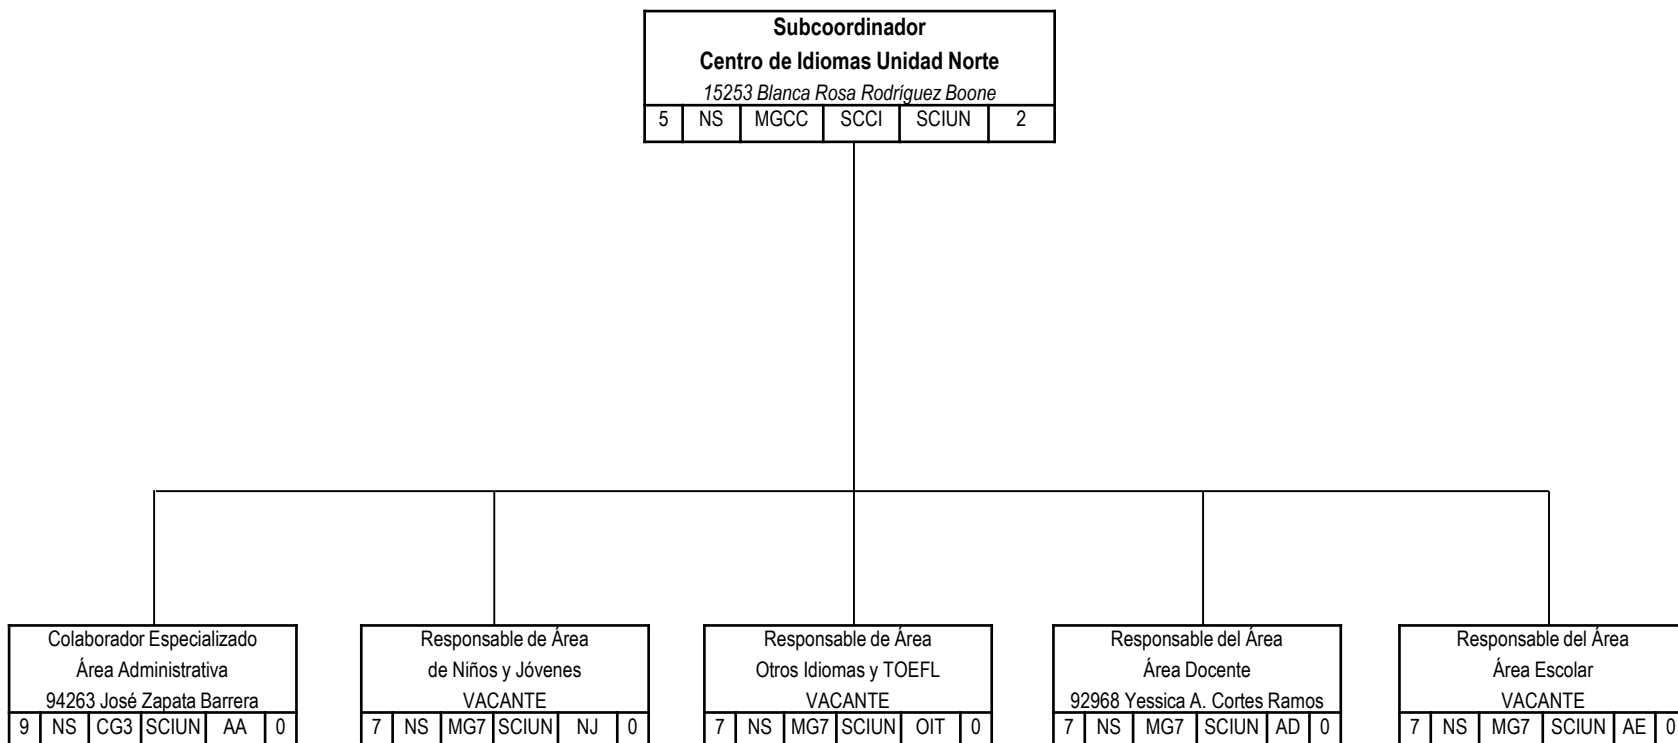 Subcoordinador
Centro de Idiomas Unidad Norte
15253 Blanca Rosa Rodríguez Boone
5 NS MGCC SCCI SCIUN 2
Colaborador Especializado
Área Administrativa
94263 José Zapata Barrera
9 NS CG3 SCIUN AA 0
Responsable de Área
de Niños y Jóvenes
VACANTE
7 NS MG7 SCIUN NJ 0
Responsable de Área
Otros Idiomas y TOEFL
VACANTE
7 NS MG7 SCIUN OIT 0
Responsable del Área
Área Docente
92968 Yessica A. Cortes Ramos
7 NS MG7 SCIUN AD 0
Responsable del Área
Área Escolar
VACANTE
7 NS MG7 SCIUN AE 0